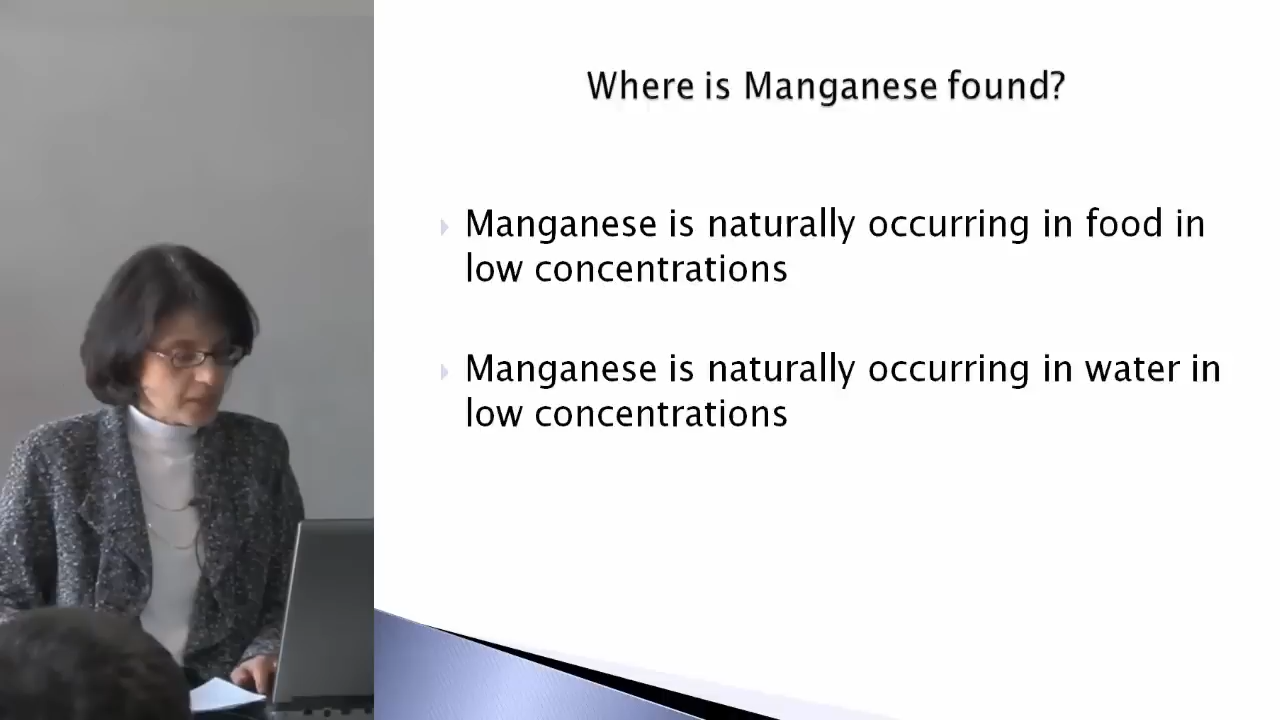 Where is Manganese found?
Manganese is naturally occurring in food in
low concentrations
Manganese is naturally occurring in water in
low concentrations